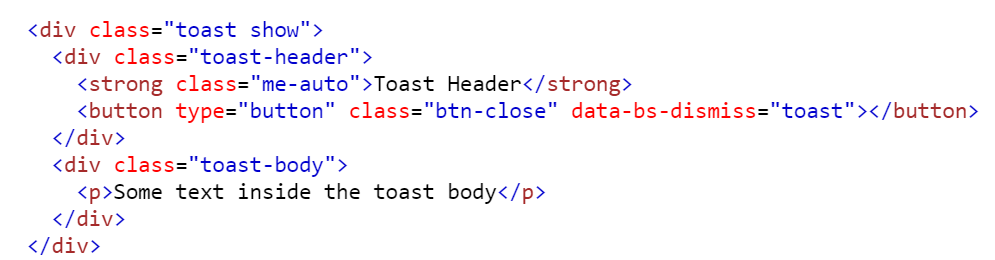 <div class="toast show">
  <div class="toast-header">
    <strong class="me-auto">Toast Header</strong>
    <button type="button" class="btn-close" data-bs-dismiss="toast"></button>
  </div>
  <div class="toast-body">
    <p>Some text inside the toast body</p>
  </div>
</div>